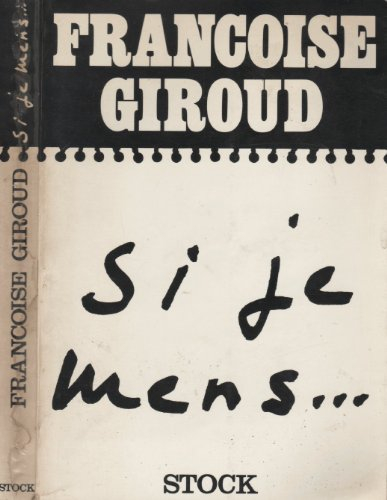 FRANCOISE
GIROUD
si je
mens...
STOCK
FRANCOISE GIROUD si je mens...
STOCK